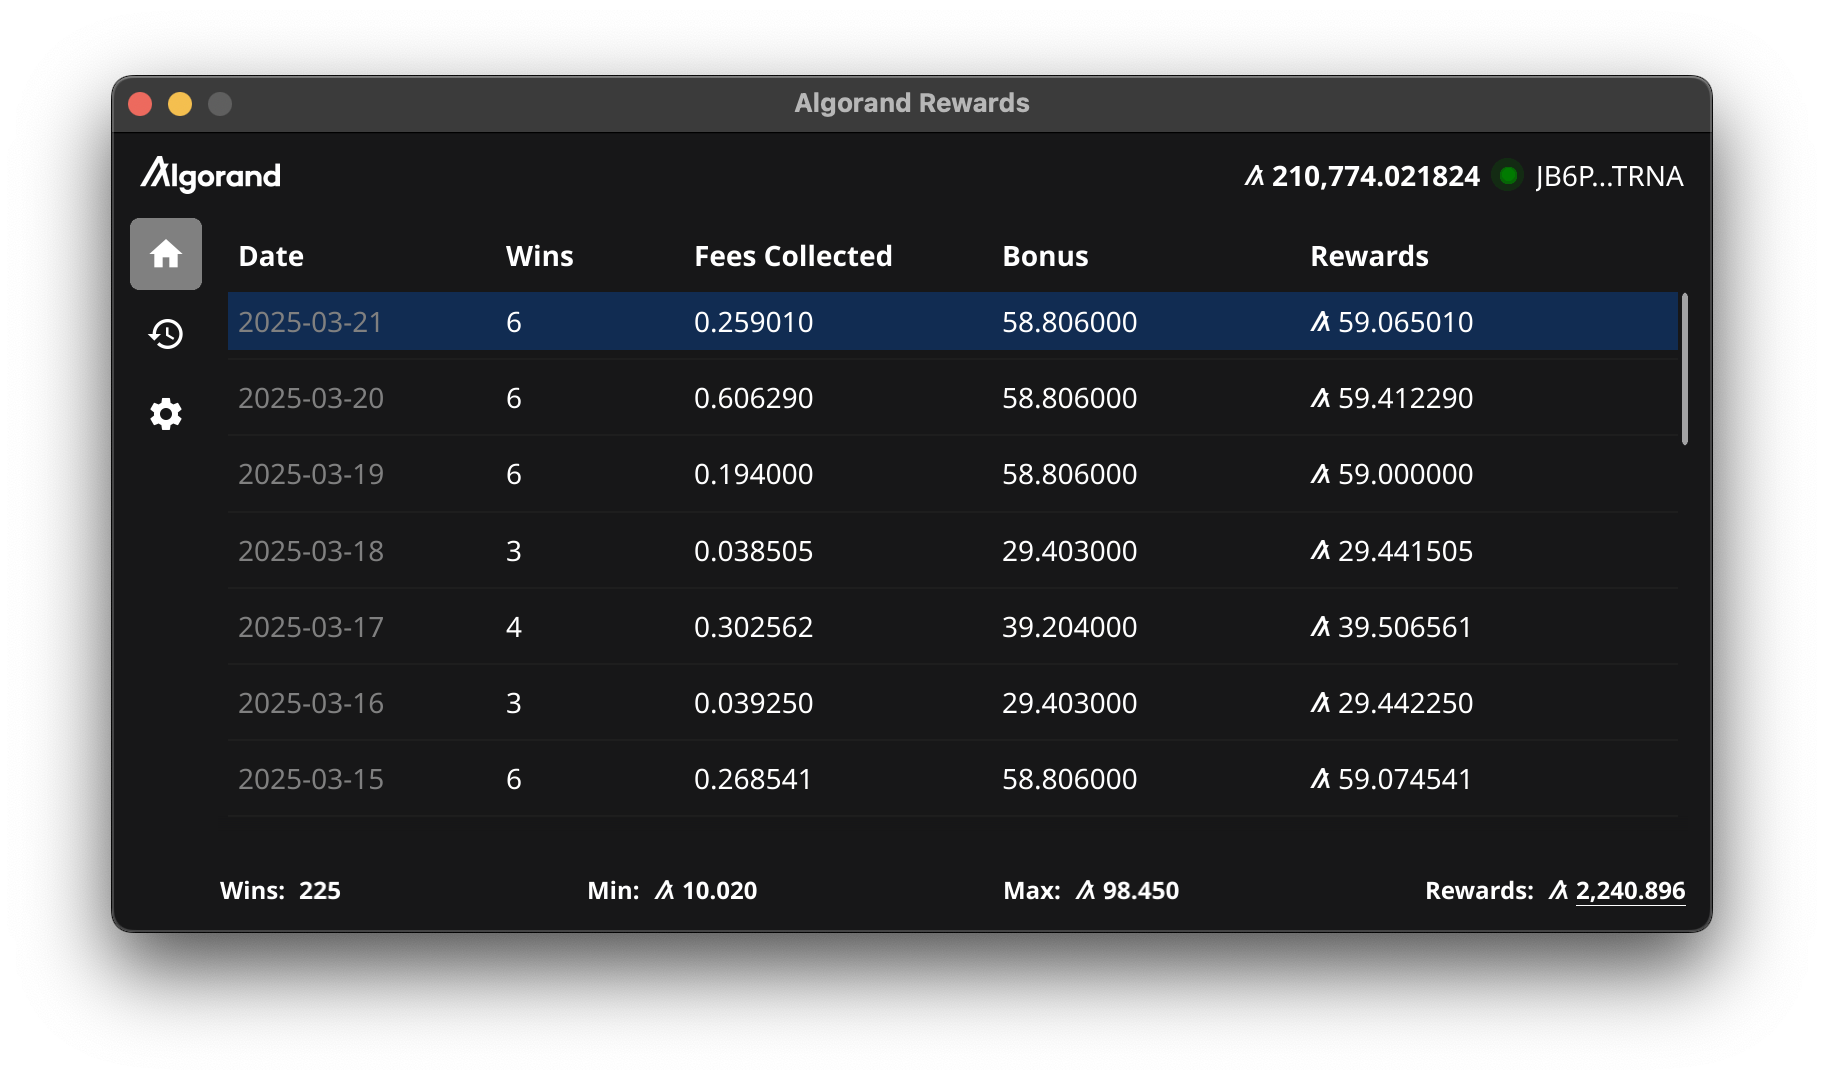 Algorand Rewards
Algorand 210,774.021824 JB6P...TRNA
Date Wins Fees Collected Bonus Rewards
2025-03-21 6 0.259010 58.806000 59.065010
2025-03-20 6 0.606290 58.806000 59.412290
2025-03-19 6 0.194000 58.806000 59.000000
2025-03-18 3 0.038505 29.403000 29.441505
2025-03-17 4 0.302562 39.204000 39.506561
2025-03-16 3 0.039250 29.403000 29.442250
2025-03-15 6 0.268541 58.806000 59.074541
Wins: 225 Min: 10.020 Max: 98.450 Rewards: 2,240.896